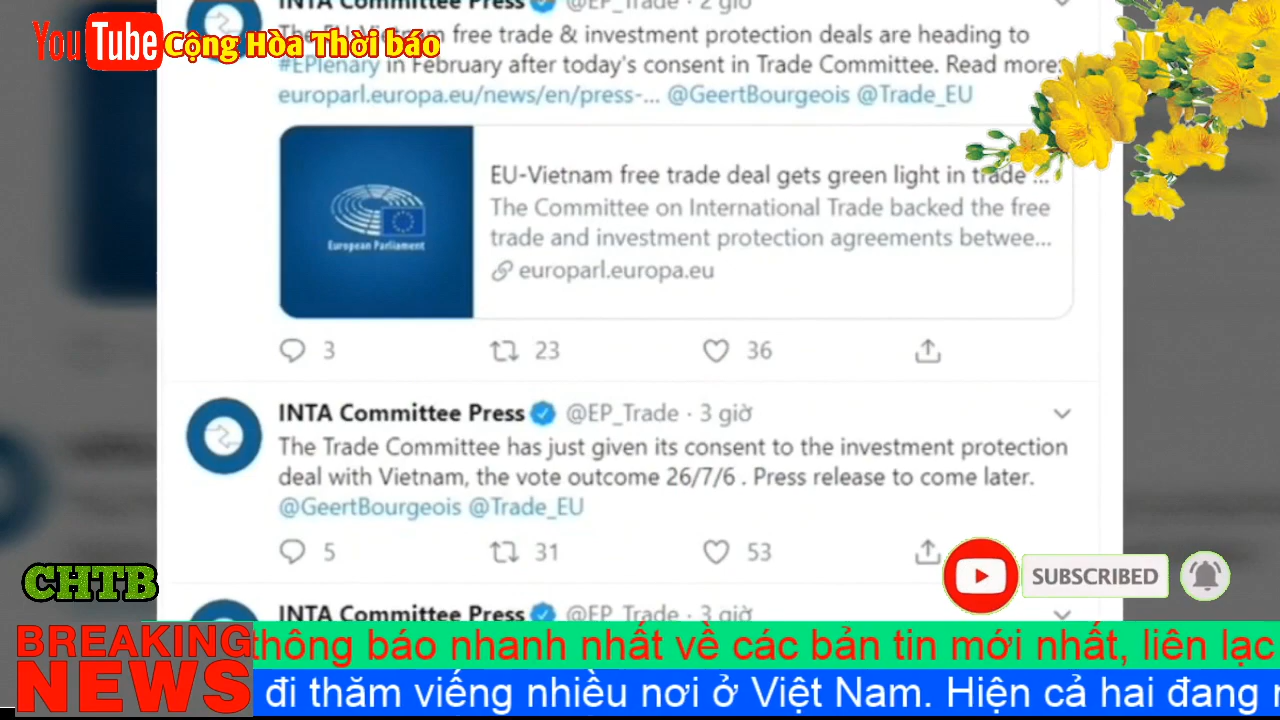 INTA Committee Press @EP_Trade · 2 giờ
YouTube Cộng Hòa Thời báo
The EU-Vietnam free trade & investment protection deals are heading to
#EPlenary in February after today's consent in Trade Committee. Read more:
europarl.europa.eu/news/en/press-... @GeertBourgeois @Trade_EU
European Parliament
EU-Vietnam free trade deal gets green light in trade ...
The Committee on International Trade backed the free
trade and investment protection agreements betwee...
europarl.europa.eu
3 23 36
INTA Committee Press @EP_Trade · 3 giờ
The Trade Committee has just given its consent to the investment protection
deal with Vietnam, the vote outcome 26/7/6 . Press release to come later.
@GeertBourgeois @Trade_EU
5 31 53
SUBSCRIBED
CHTB
INTA Committee Press @EP_Trade · 3 giờ
BREAKING
NEWS
thông báo nhanh nhất về các bản tin mới nhất, liên lạc
đi thăm viếng nhiều nơi ở Việt Nam. Hiện cả hai đang